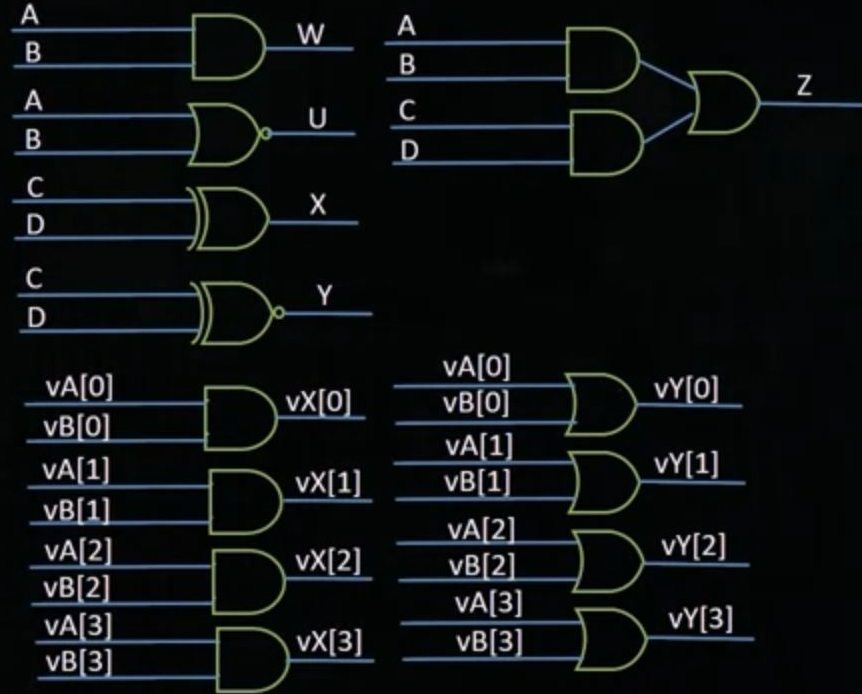 A
B
W
A
B
U
C
D
X
C
D
Y
A
B
C
D
Z
vA[0]
vB[0]
vX[0]
vA[1]
vB[1]
vX[1]
vA[2]
vB[2]
vX[2]
vA[3]
vB[3]
vX[3]
vA[0]
vB[0]
vY[0]
vA[1]
vB[1]
vY[1]
vA[2]
vB[2]
vY[2]
vA[3]
vB[3]
vY[3]